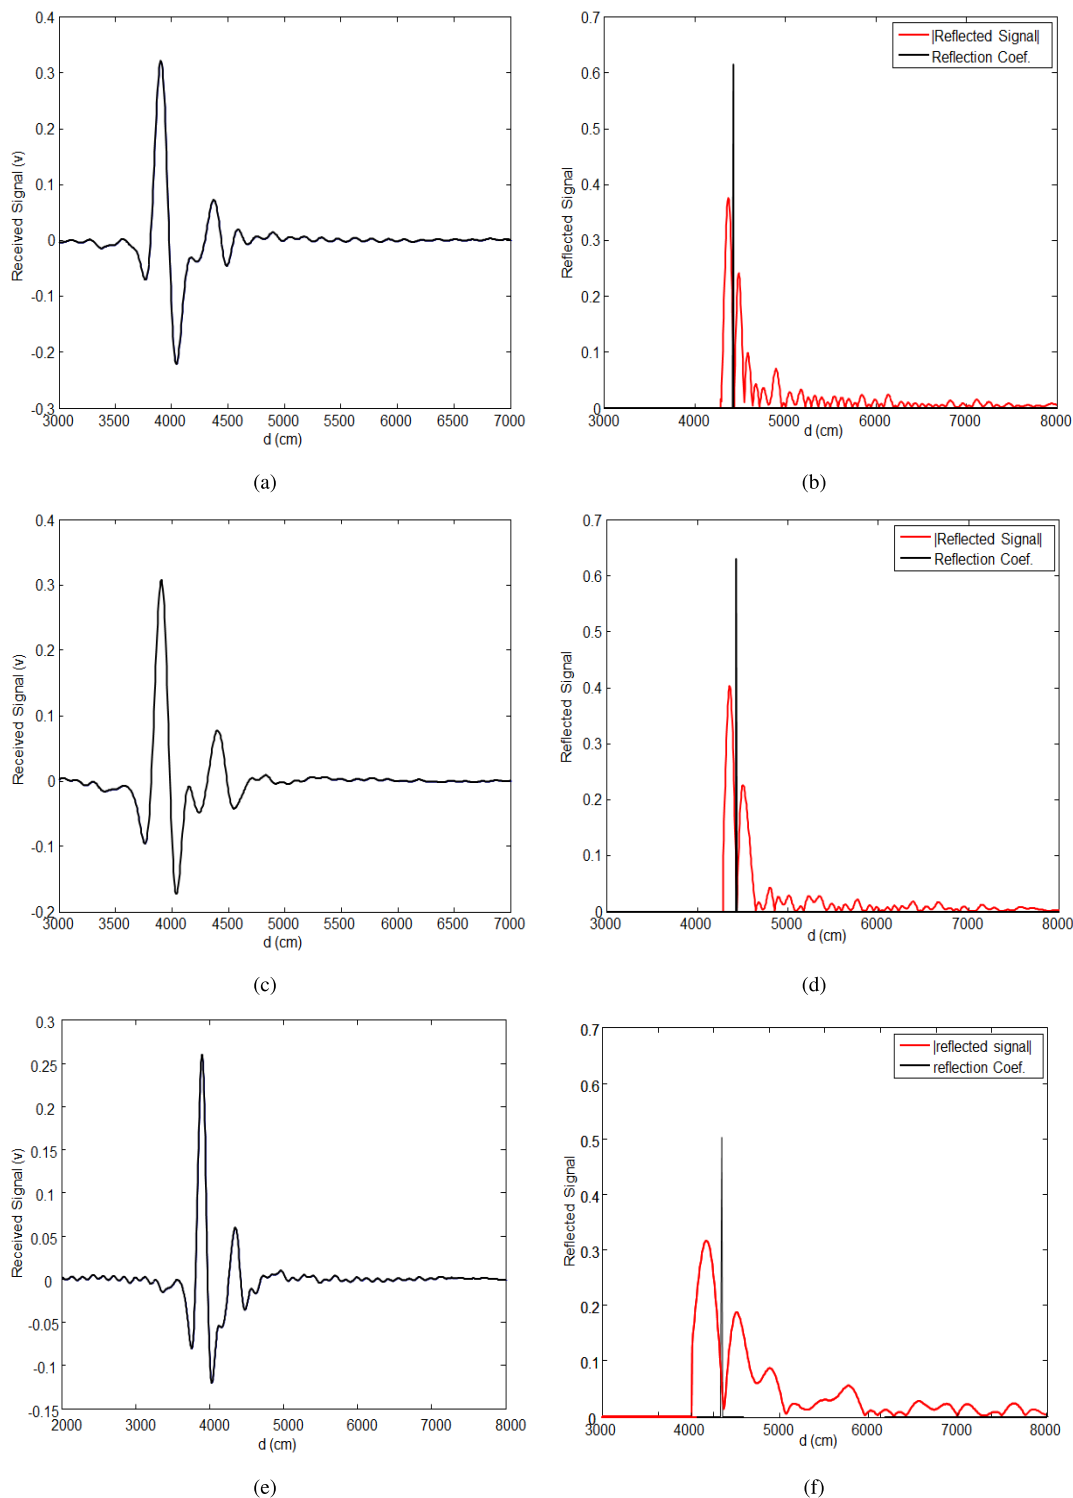 0.4
0.3
0.2
0.1
0
-0.1
-0.2
-0.3
Received Signal (v)
3000 3500 4000 4500 5000 5500 6000 6500 7000
d (cm)
(a)
0.7
0.6
0.5
0.4
0.3
0.2
0.1
0
Reflected Signal
|Reflected Signal|
Reflection Coef.
3000 4000 5000 6000 7000 8000
d (cm)
(b)
0.4
0.3
0.2
0.1
0
-0.1
-0.2
Received Signal (v)
3000 3500 4000 4500 5000 5500 6000 6500 7000
d (cm)
(c)
0.7
0.6
0.5
0.4
0.3
0.2
0.1
0
Reflected Signal
|Reflected Signal|
Reflection Coef.
3000 4000 5000 6000 7000 8000
d (cm)
(d)
0.3
0.25
0.2
0.15
0.1
0.05
0
-0.05
-0.1
-0.15
Received Signal (v)
2000 3000 4000 5000 6000 7000 8000
d (cm)
(e)
0.7
0.6
0.5
0.4
0.3
0.2
0.1
0
Reflected Signal
|reflected signal|
reflection Coef.
3000 4000 5000 6000 7000 8000
d (cm)
(f)